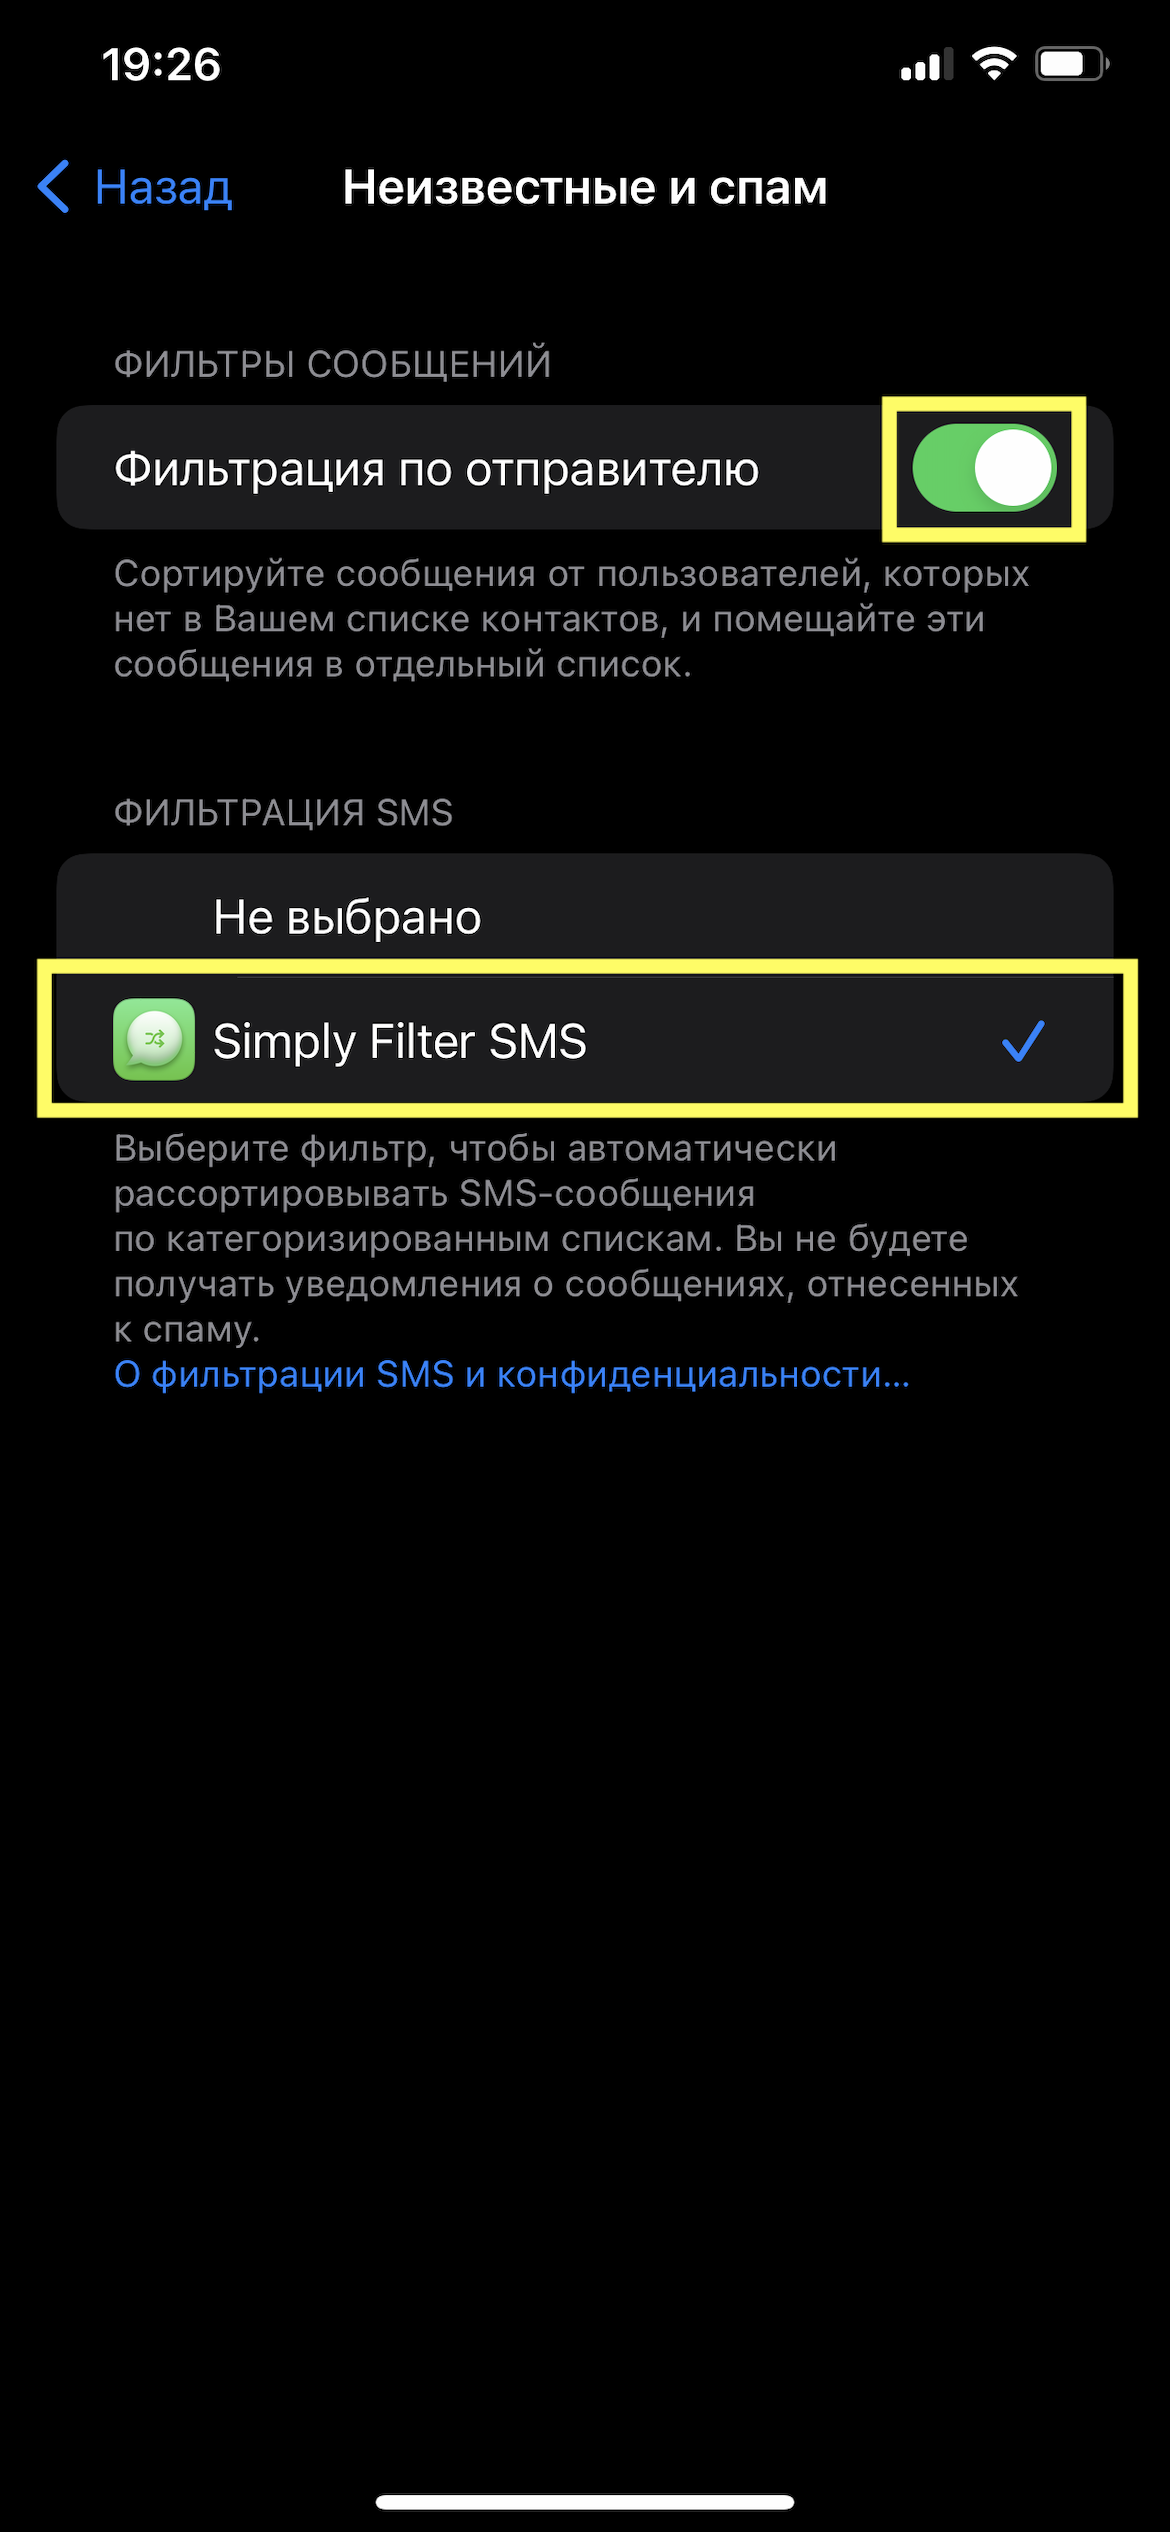 19:26
Назад
Неизвестные и спам
ФИЛЬТРЫ СООБЩЕНИЙ
Фильтрация по отправителю
Сортируйте сообщения от пользователей, которых
нет в Вашем списке контактов, и помещайте эти
сообщения в отдельный список.
ФИЛЬТРАЦИЯ SMS
Не выбрано
Simply Filter SMS
Выберите фильтр, чтобы автоматически
рассортировывать SMS-сообщения
по категоризированным спискам. Вы не будете
получать уведомления о сообщениях, отнесенных
к спаму.
О фильтрации SMS и конфиденциальности...